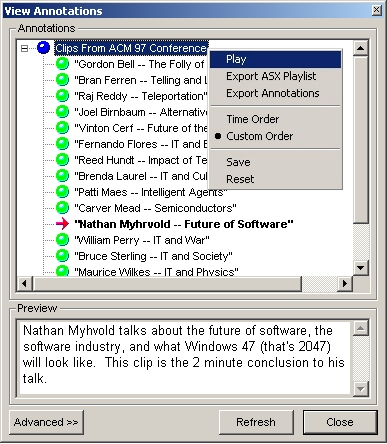 View Annotations
Annotations
Clips From ACM 97 Conference
"Gordon Bell -- The Folly of
"Bran Ferren -- Telling and L
"Raj Reddy -- Teleportation"
"Joel Birnbaum -- Alternative
"Vinton Cerf -- Future of the
"Fernando Flores -- IT and E
"Reed Hundt -- Impact of Te
"Brenda Laurel -- IT and Cul
"Patti Maes -- Intelligent Agents"
"Carver Mead -- Semiconductors"
"Nathan Myhrvold -- Future of Software"
"William Perry -- IT and War"
"Bruce Sterling -- IT and Society"
"Maurice Wilkes -- IT and Physics"
Play
Export ASX Playlist
Export Annotations
Time Order
Custom Order
Save
Reset
Preview
Nathan Myhvold talks about the future of software, the
software industry, and what Windows 47 (that's 2047)
will look like. This clip is the 2 minute conclusion to his
talk.
Advanced >>
Refresh
Close